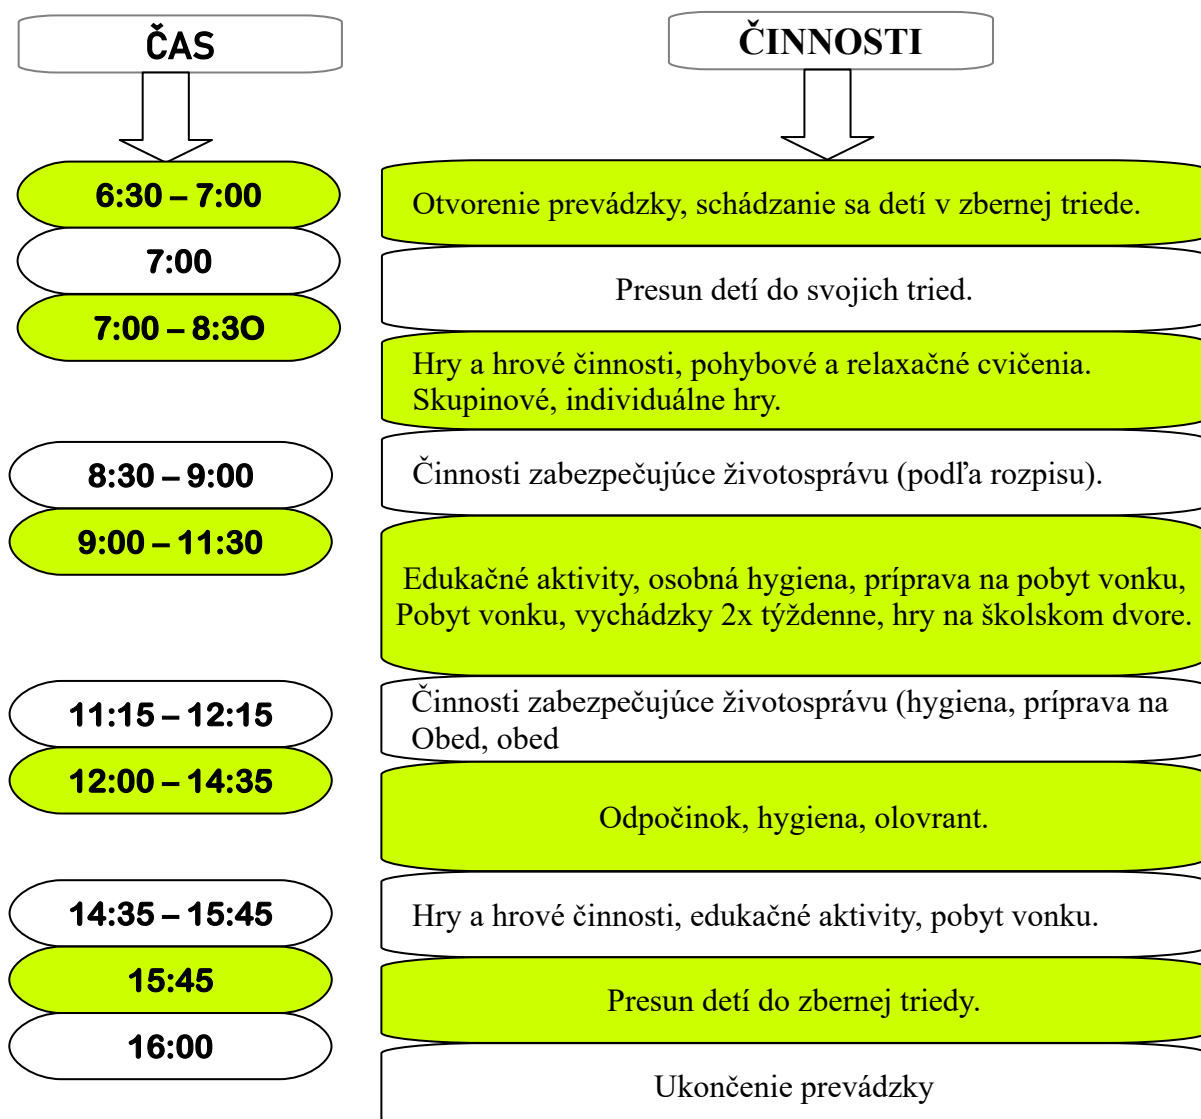 ČAS
ČINNOSTI
6:30 – 7:00
Otvorenie prevádzky, schádzanie sa detí v zbernej triede.
7:00
Presun detí do svojich tried.
7:00 – 8:3O
Hry a hrové činnosti, pohybové a relaxačné cvičenia.
Skupinové, individuálne hry.
8:30 – 9:00
Činnosti zabezpečujúce životosprávu (podľa rozpisu).
9:00 – 11:30
Edukačné aktivity, osobná hygiena, príprava na pobyt vonku,
Pobyt vonku, vychádzky 2x týždenne, hry na školskom dvore.
11:15 – 12:15
Činnosti zabezpečujúce životosprávu (hygiena, príprava na
Obed, obed
12:00 – 14:35
Odpočinok, hygiena, olovrant.
14:35 – 15:45
Hry a hrové činnosti, edukačné aktivity, pobyt vonku.
15:45
Presun detí do zbernej triedy.
16:00
Ukončenie prevádzky